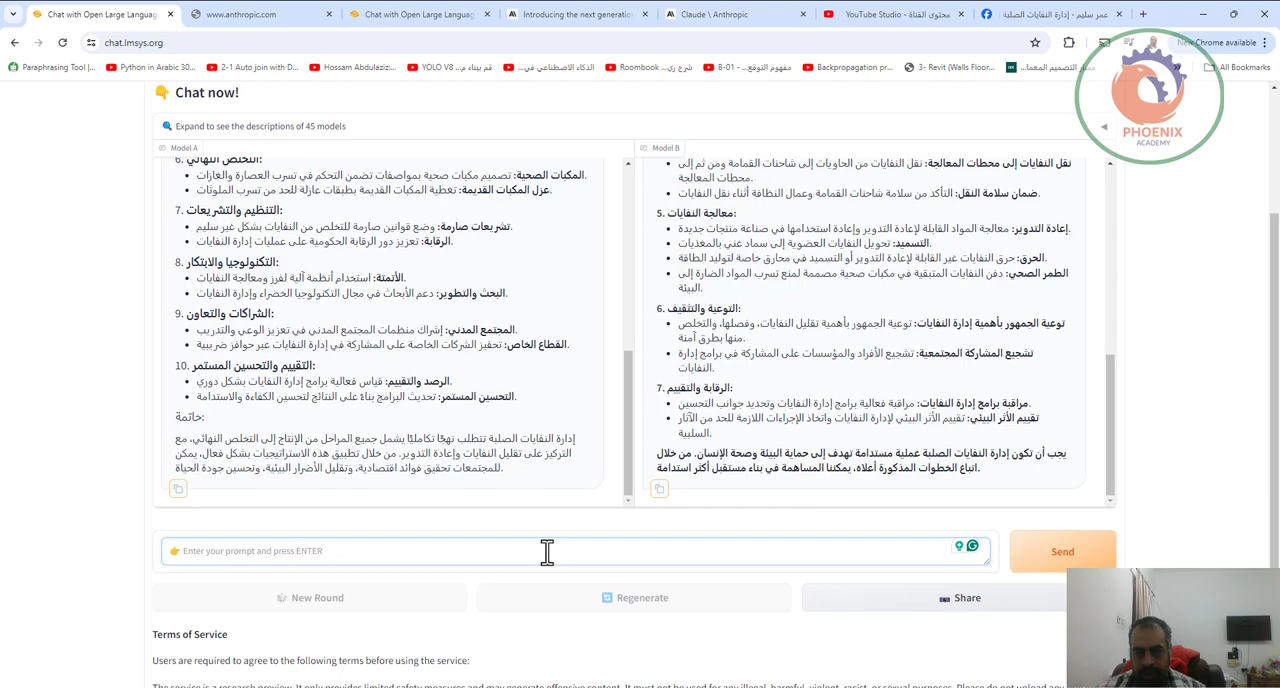 Chat with Open Large Languag
www.anthropic.com
Chat with Open Large Languag
Introducing the next generation
Claude \ Anthropic
YouTube Studio - محتوى القناة
عمر سليم - إدارة النفايات الصلبة
chat.lmsys.org
New Chrome available
Paraphrasing Tool |...
Python in Arabic 30...
2-1 Auto join with D...
Hossam Abdulaziz:...
قم ببناء YOLO V8...
الذكاء الاصطناعي في...
Roombook شرح ري...
B-01 - مفهوم التوقع...
Backpropagation pr...
3- Revit (Walls Floor...
مسار التصميم المعما...
All Bookmarks
PHOENIX
ACADEMY
👇 Chat now!
🔍 Expand to see the descriptions of 45 models
Model A
6. التخلص النهائي:
المكبات الصحية: تصميم مكبات صحية بمواصفات تضمن التحكم في تسرب العصارة والغازات.
عزل المكبات القديمة: تغطية المكبات القديمة بطبقات عازلة للحد من تسرب الملوثات.
7. التنظيم والتشريعات:
تشريعات صارمة: وضع قوانين صارمة للتخلص من النفايات بشكل غير سليم.
الرقابة: تعزيز دور الرقابة الحكومية على عمليات إدارة النفايات.
8. التكنولوجيا والابتكار:
الأتمتة: استخدام أنظمة آلية لفرز ومعالجة النفايات.
البحث والتطوير: دعم الأبحاث في مجال التكنولوجيا الخضراء وإدارة النفايات.
9. الشراكات والتعاون:
المجتمع المدني: إشراك منظمات المجتمع المدني في تعزيز الوعي والتدريب.
القطاع الخاص: تحفيز الشركات الخاصة على المشاركة في إدارة النفايات عبر حوافز ضريبية.
10. التقييم والتحسين المستمر:
الرصد والتقييم: قياس فعالية برامج إدارة النفايات بشكل دوري.
التحسين المستمر: تحديث البرامج بناءً على النتائج لتحسين الكفاءة والاستدامة.
خاتمة:
إدارة النفايات الصلبة تتطلب نهجًا تكامليًا يشمل جميع المراحل من الإنتاج إلى التخلص النهائي، مع
التركيز على تقليل النفايات وإعادة التدوير. من خلال تطبيق هذه الاستراتيجيات بشكل فعال، يمكن
للمجتمعات تحقيق فوائد اقتصادية، وتقليل الأضرار البيئية، وتحسين جودة الحياة.
Model B
نقل النفايات إلى محطات المعالجة: نقل النفايات من الحاويات إلى شاحنات القمامة ومن ثم إلى
محطات المعالجة.
ضمان سلامة النقل: التأكد من سلامة شاحنات القمامة وعمال النظافة أثناء نقل النفايات.
5. معالجة النفايات:
إعادة التدوير: معالجة المواد القابلة لإعادة التدوير وإعادة استخدامها في صناعة منتجات جديدة.
التسميد: تحويل النفايات العضوية إلى سماد غني بالمغذيات.
الحرق: حرق النفايات غير القابلة لإعادة التدوير أو التسميد في محارق خاصة لتوليد الطاقة.
الطمر الصحي: دفن النفايات المتبقية في مكبات صحية مصممة لمنع تسرب المواد الضارة إلى
البيئة.
6. التوعية والتثقيف:
توعية الجمهور بأهمية إدارة النفايات: توعية الجمهور بأهمية تقليل النفايات، وفصلها، والتخلص
منها بطرق آمنة.
تشجيع المشاركة المجتمعية: تشجيع الأفراد والمؤسسات على المشاركة في برامج إدارة
النفايات.
7. الرقابة والتقييم:
مراقبة برامج إدارة النفايات: مراقبة فعالية برامج إدارة النفايات وتحديد جوانب التحسين.
تقييم الأثر البيئي: تقييم الأثر البيئي لإدارة النفايات واتخاذ الإجراءات اللازمة للحد من الآثار
السلبية.
يجب أن تكون إدارة النفايات الصلبة عملية مستدامة تهدف إلى حماية البيئة وصحة الإنسان. من خلال
اتباع الخطوات المذكورة أعلاه، يمكننا المساهمة في بناء مستقبل أكثر استدامة.
👉 Enter your prompt and press ENTER
Send
🎲 New Round
🔄 Regenerate
📷 Share
Terms of Service
Users are required to agree to the following terms before using the service: